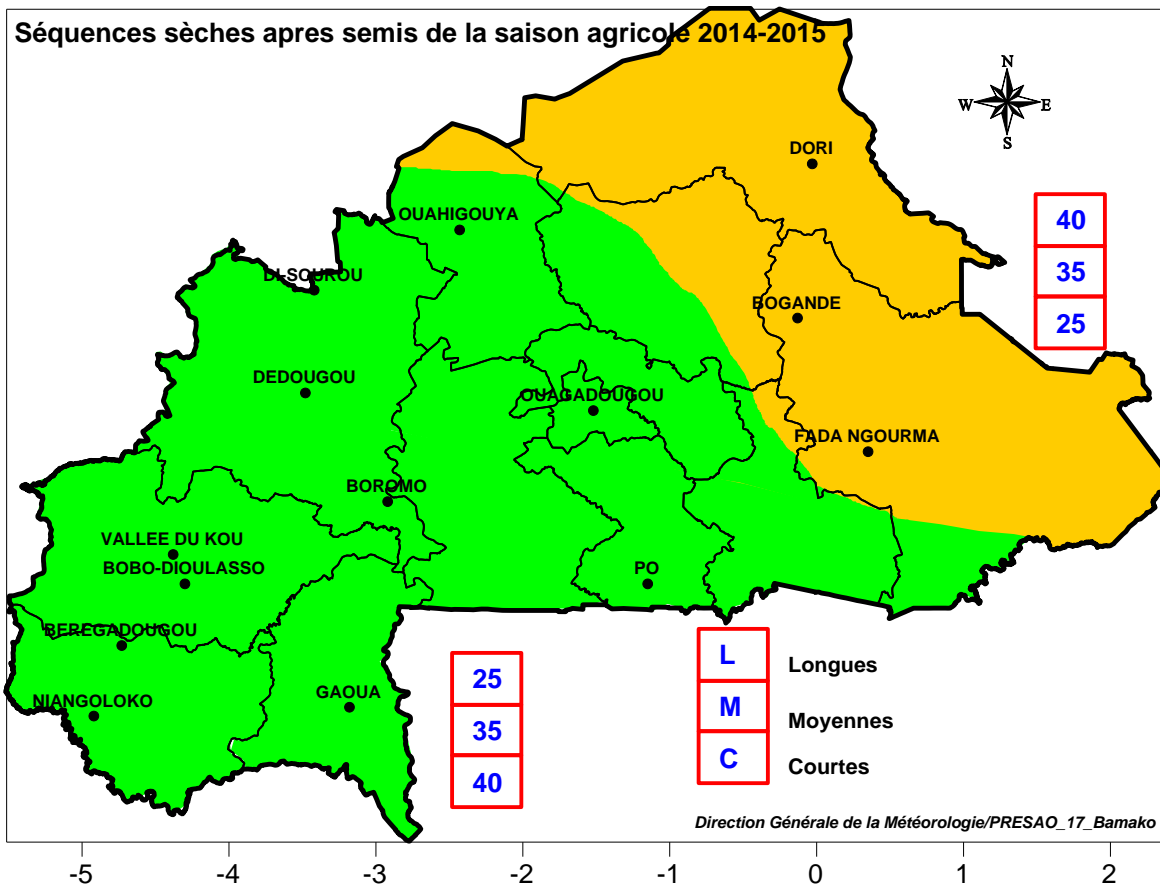 Séquences sèches apres semis de la saison agricole 2014-2015
N
W E
S
DORI
40
OUAHIGOUYA
35
DI-SOUROU
BOGANDE
25
DEDOUGOU
OUAGADOUGOU
FADA NGOURMA
BOROMO
VALLEE DU KOU
BOBO-DIOULASSO
PO
BEREGADOUGOU
NIANGOLOKO
GAOUA
25
35
40
L Longues
M Moyennes
C Courtes
Direction Générale de la Météorologie/PRESAO_17_Bamako
-5 -4 -3 -2 -1 0 1 2